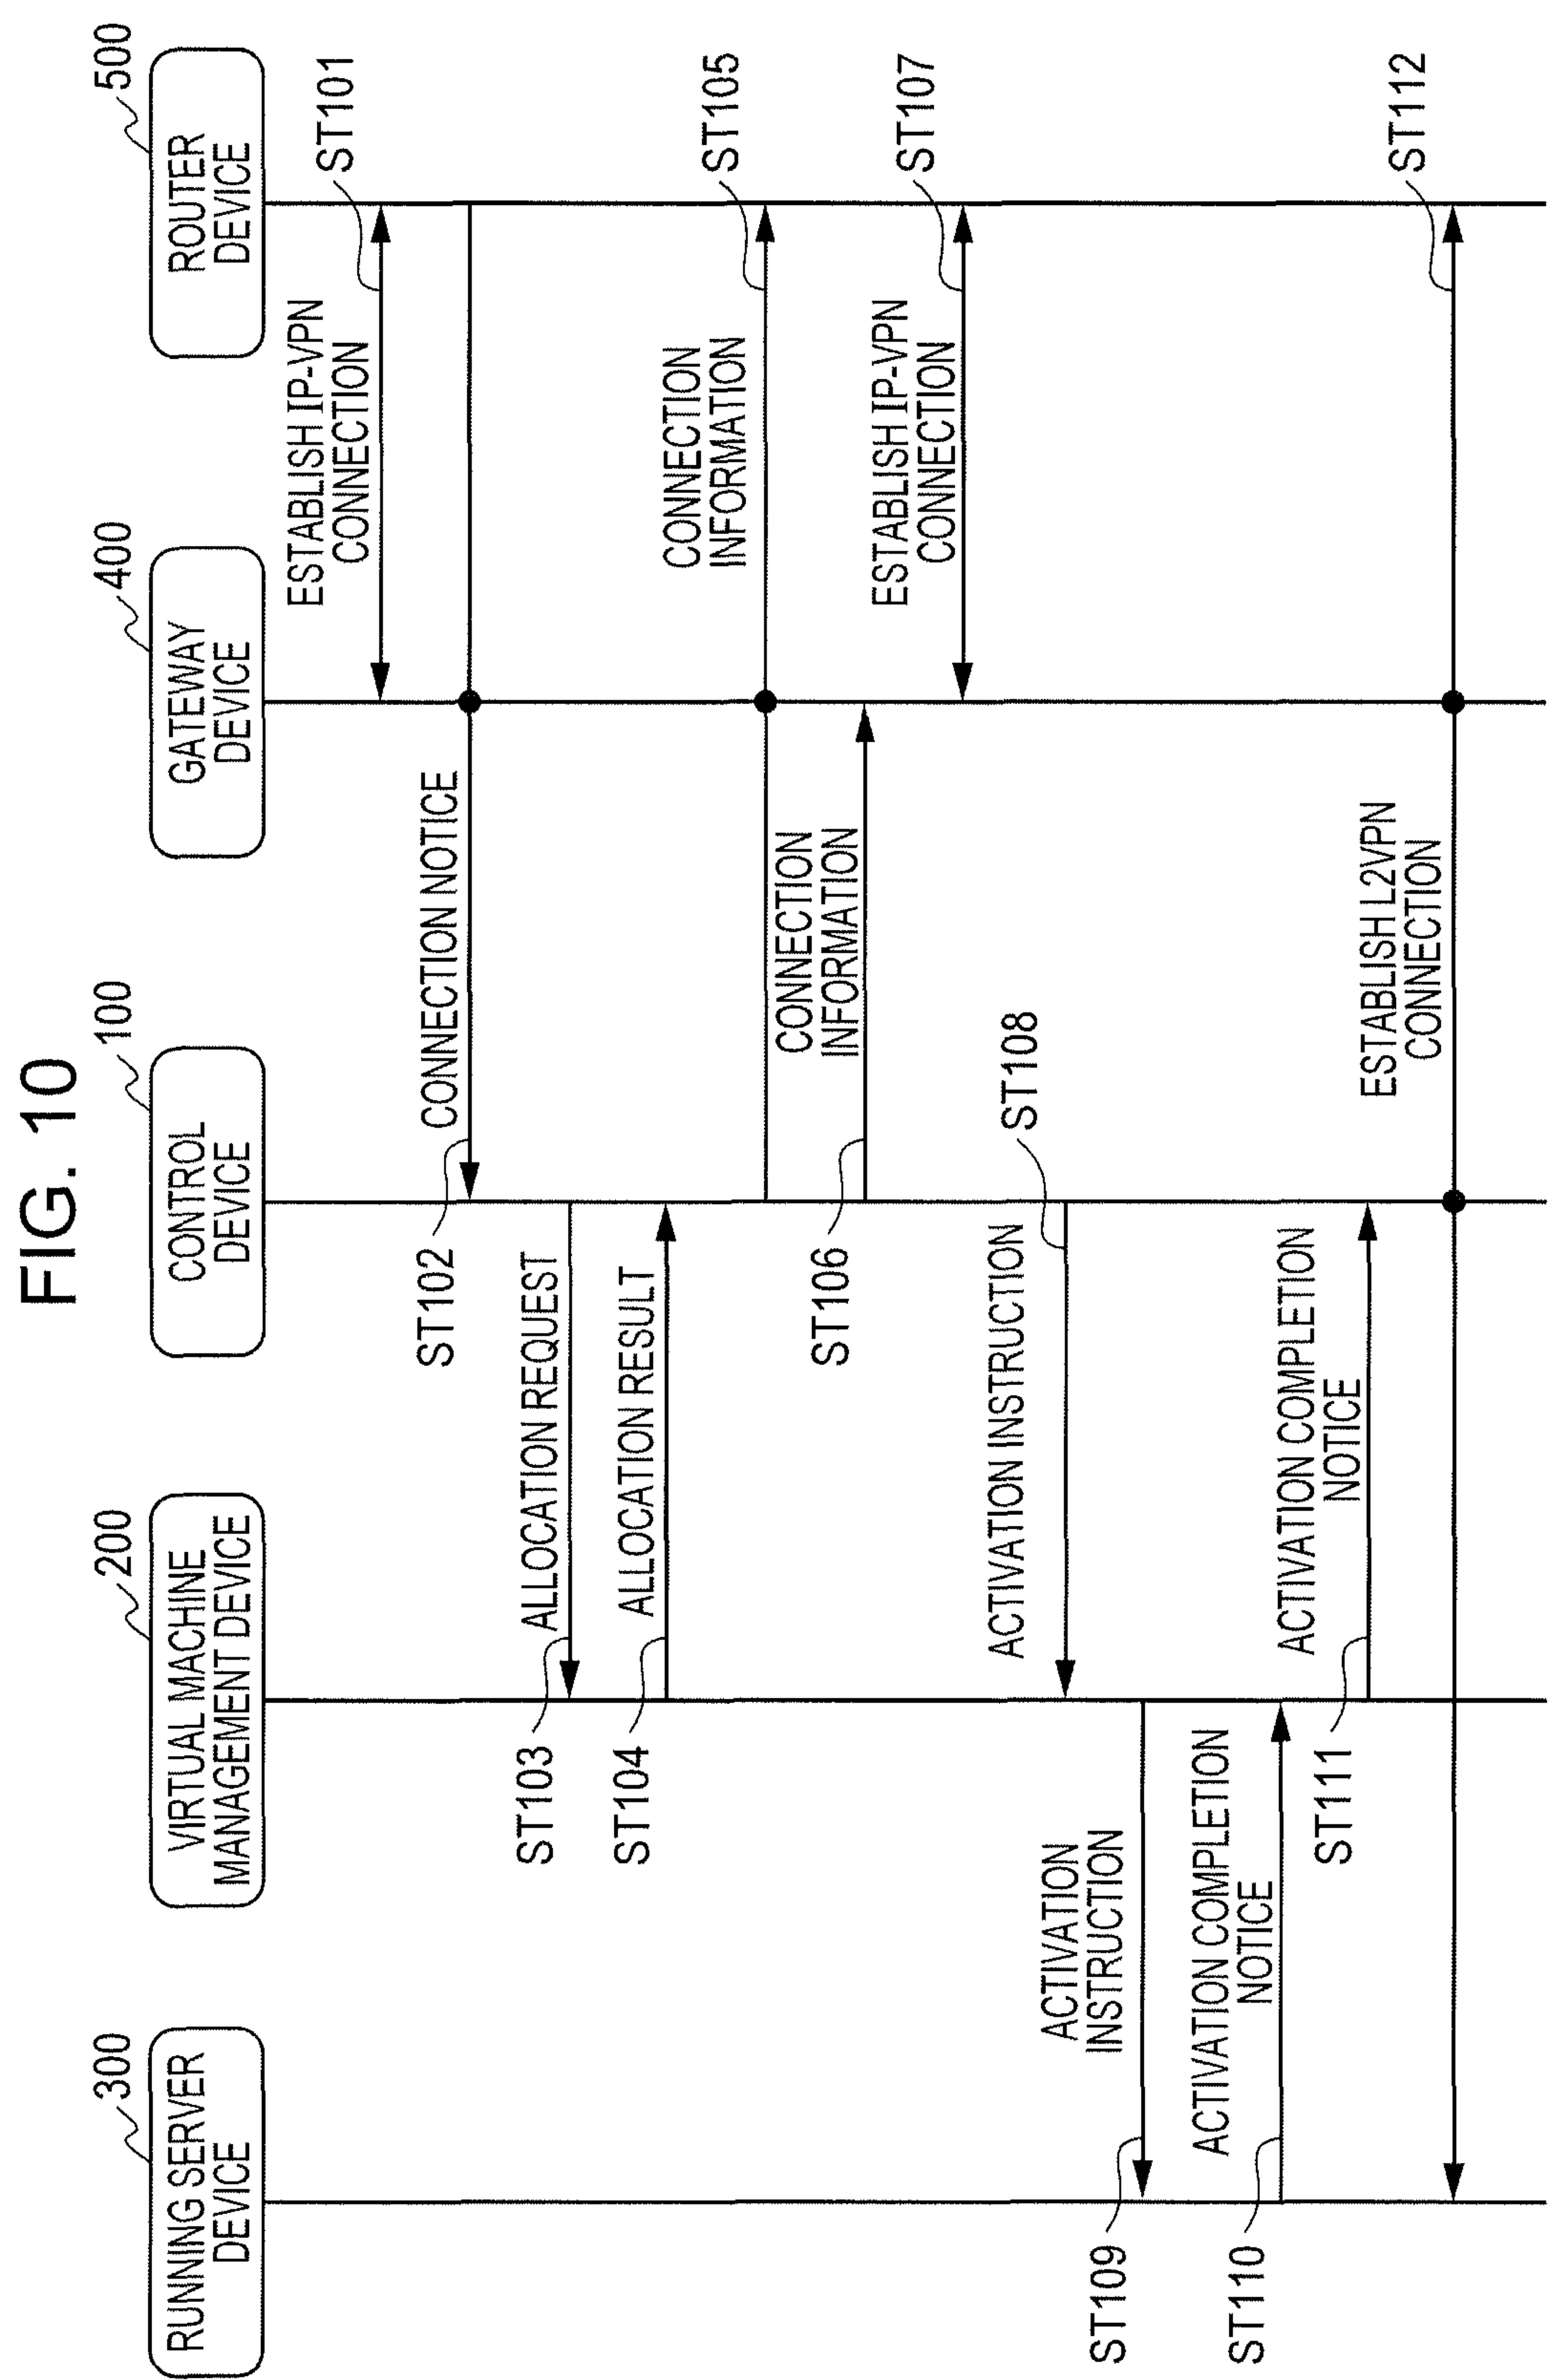 FIG. 10
300
RUNNING SERVER
DEVICE
200
VIRTUAL MACHINE
MANAGEMENT DEVICE
100
CONTROL
DEVICE
400
GATEWAY
DEVICE
500
ROUTER
DEVICE
ESTABLISH IP-VPN
CONNECTION
ST101
ST102
CONNECTION NOTICE
ST103
ALLOCATION REQUEST
ST104
ALLOCATION RESULT
CONNECTION
INFORMATION
ST105
ST106
CONNECTION
INFORMATION
ESTABLISH IP-VPN
CONNECTION
ST107
ACTIVATION INSTRUCTION
ST108
ST109
ACTIVATION
INSTRUCTION
ST110
ACTIVATION COMPLETION
NOTICE
ST111
ACTIVATION COMPLETION
NOTICE
ESTABLISH L2VPN
CONNECTION
ST112